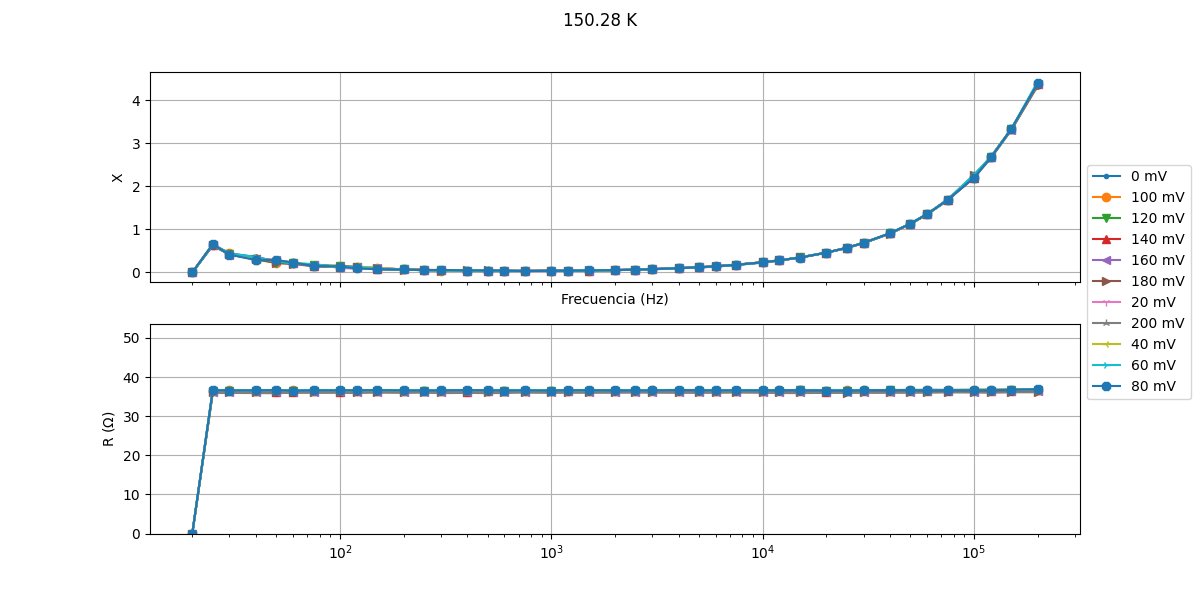 150.28 K
4
3
2
1
0
X
Frecuencia (Hz)
50
40
30
20
10
0
R (Ω)
10²
10³
10⁴
10⁵
0 mV
100 mV
120 mV
140 mV
160 mV
180 mV
20 mV
200 mV
40 mV
60 mV
80 mV